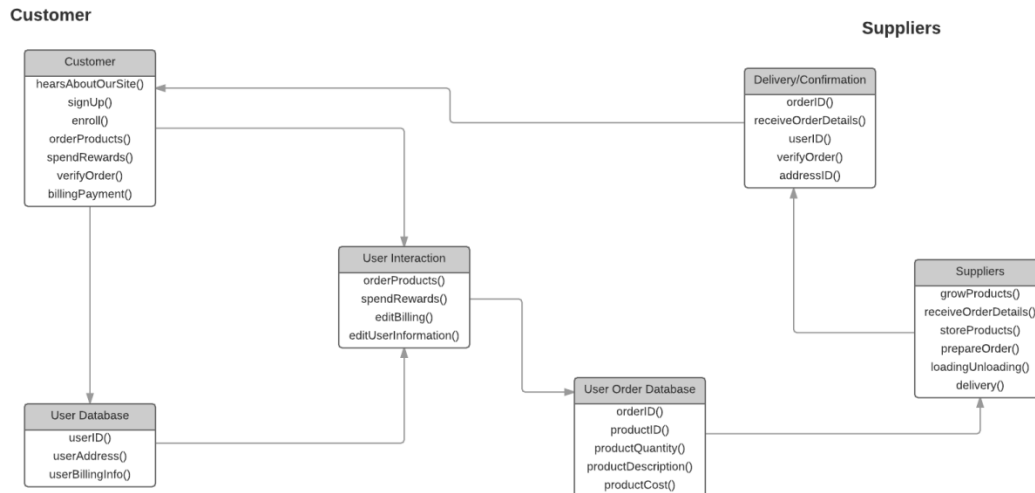 Customer
Suppliers
Customer
hearsAboutOurSite()
signUp()
enroll()
orderProducts()
spendRewards()
verifyOrder()
billingPayment()
Delivery/Confirmation
orderID()
receiveOrderDetails()
userID()
verifyOrder()
addressID()
User Interaction
orderProducts()
spendRewards()
editBilling()
editUserInformation()
Suppliers
growProducts()
receiveOrderDetails()
storeProducts()
prepareOrder()
loadingUnloading()
delivery()
User Database
userID()
userAddress()
userBillingInfo()
User Order Database
orderID()
productID()
productQuantity()
productDescription()
productCost()